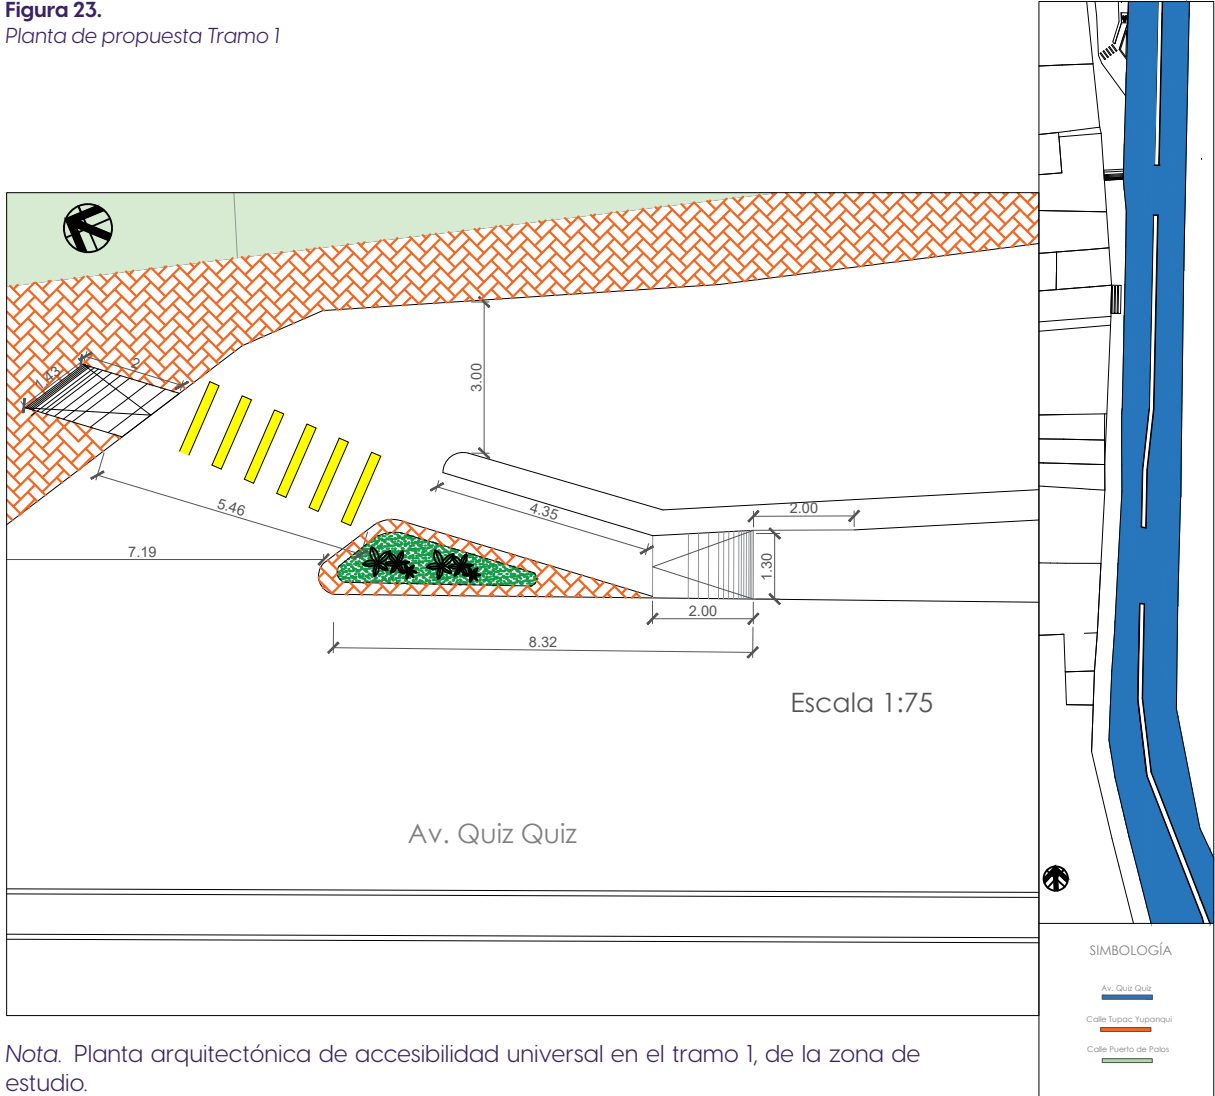 Figura 23.
Planta de propuesta Tramo 1
1.43
2
3.00
5.46
4.35
2.00
7.19
1.30
2.00
8.32
Escala 1:75
Av. Quiz Quiz
SIMBOLOGÍA
Av. Quiz Quiz
Calle Tupac Yupanqui
Calle Puerto de Palos
Nota. Planta arquitectónica de accesibilidad universal en el tramo 1, de la zona de
estudio.